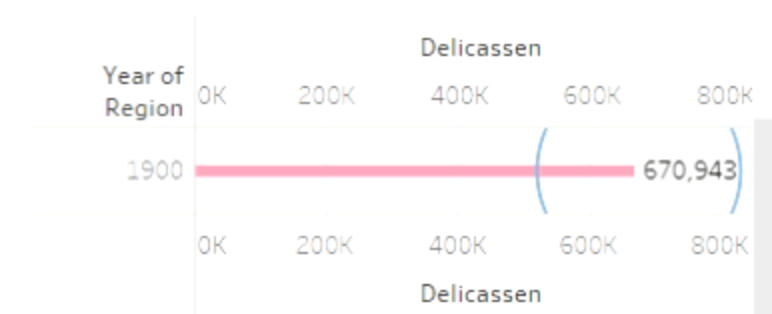 Delicassen
Year of
Region
0K 200K 400K 600K 800K
1900 670,943
0K 200K 400K 600K 800K
Delicassen